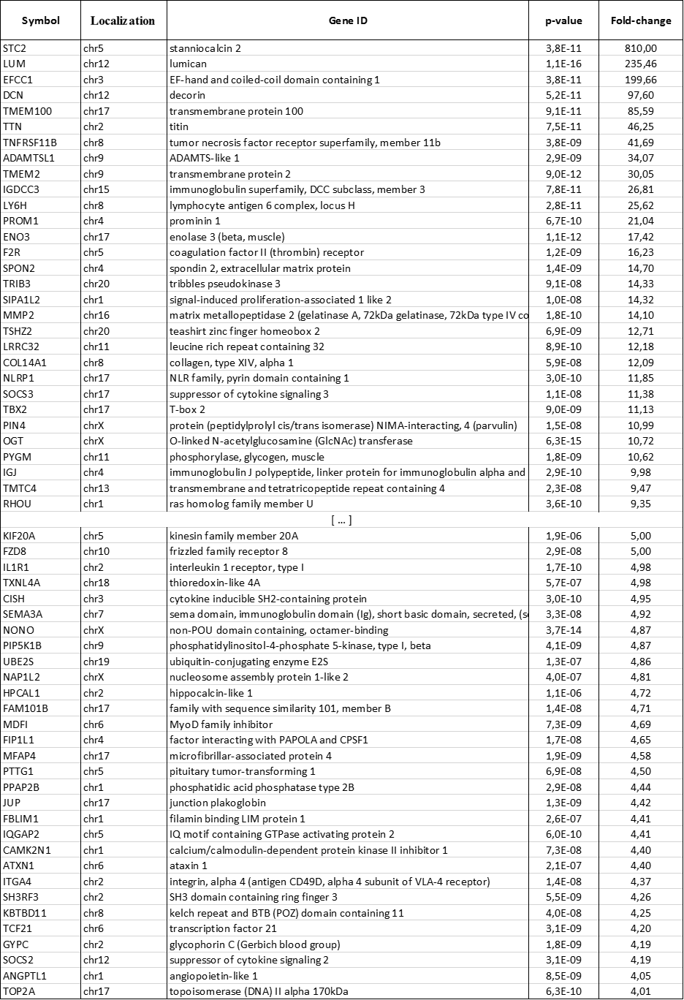 Symbol Localization Gene ID p-value Fold-change
STC2 chr5 stanniocalcin 2 3,8E-11 810,00
LUM chr12 lumican 1,1E-16 235,46
EFCC1 chr3 EF-hand and coiled-coil domain containing 1 3,8E-11 199,66
DCN chr12 decorin 5,2E-11 97,60
TMEM100 chr17 transmembrane protein 100 9,1E-11 85,59
TTN chr2 titin 7,5E-11 46,25
TNFRSF11B chr8 tumor necrosis factor receptor superfamily, member 11b 3,8E-09 41,69
ADAMTSL1 chr9 ADAMTS-like 1 2,9E-09 34,07
TMEM2 chr9 transmembrane protein 2 9,0E-12 30,05
IGDCC3 chr15 immunoglobulin superfamily, DCC subclass, member 3 7,8E-11 26,81
LY6H chr8 lymphocyte antigen 6 complex, locus H 2,8E-11 25,62
PROM1 chr4 prominin 1 6,7E-10 21,04
ENO3 chr17 enolase 3 (beta, muscle) 1,1E-12 17,42
F2R chr5 coagulation factor II (thrombin) receptor 1,2E-09 16,23
SPON2 chr4 spondin 2, extracellular matrix protein 1,4E-09 14,70
TRIB3 chr20 tribbles pseudokinase 3 9,1E-08 14,33
SIPA1L2 chr1 signal-induced proliferation-associated 1 like 2 1,0E-08 14,32
MMP2 chr16 matrix metallopeptidase 2 (gelatinase A, 72kDa gelatinase, 72kDa type IV co 1,8E-10 14,10
TSHZ2 chr20 teashirt zinc finger homeobox 2 6,9E-09 12,71
LRRC32 chr11 leucine rich repeat containing 32 8,9E-10 12,18
COL14A1 chr8 collagen, type XIV, alpha 1 5,9E-08 12,09
NLRP1 chr17 NLR family, pyrin domain containing 1 3,0E-10 11,85
SOCS3 chr17 suppressor of cytokine signaling 3 1,1E-08 11,38
TBX2 chr17 T-box 2 9,0E-09 11,13
PIN4 chrX protein (peptidylprolyl cis/trans isomerase) NIMA-interacting, 4 (parvulin) 1,5E-08 10,99
OGT chrX O-linked N-acetylglucosamine (GlcNAc) transferase 6,3E-15 10,72
PYGM chr11 phosphorylase, glycogen, muscle 1,8E-09 10,62
IGJ chr4 immunoglobulin J polypeptide, linker protein for immunoglobulin alpha and 2,9E-10 9,98
TMTC4 chr13 transmembrane and tetratricopeptide repeat containing 4 2,3E-08 9,47
RHOU chr1 ras homolog family member U 3,6E-10 9,35
[ ... ]
KIF20A chr5 kinesin family member 20A 1,9E-06 5,00
FZD8 chr10 frizzled family receptor 8 2,9E-08 5,00
IL1R1 chr2 interleukin 1 receptor, type I 1,7E-10 4,98
TXNL4A chr18 thioredoxin-like 4A 5,7E-07 4,98
CISH chr3 cytokine inducible SH2-containing protein 3,0E-10 4,95
SEMA3A chr7 sema domain, immunoglobulin domain (Ig), short basic domain, secreted, (se 3,3E-08 4,92
NONO chrX non-POU domain containing, octamer-binding 3,7E-14 4,87
PIP5K1B chr9 phosphatidylinositol-4-phosphate 5-kinase, type I, beta 4,1E-09 4,87
UBE2S chr19 ubiquitin-conjugating enzyme E2S 1,3E-07 4,86
NAP1L2 chrX nucleosome assembly protein 1-like 2 4,0E-07 4,81
HPCAL1 chr2 hippocalcin-like 1 1,1E-06 4,72
FAM101B chr17 family with sequence similarity 101, member B 1,4E-08 4,71
MDFI chr6 MyoD family inhibitor 7,3E-09 4,69
FIP1L1 chr4 factor interacting with PAPOLA and CPSF1 1,7E-08 4,65
MFAP4 chr17 microfibrillar-associated protein 4 1,9E-09 4,58
PTTG1 chr5 pituitary tumor-transforming 1 6,9E-08 4,50
PPAP2B chr1 phosphatidic acid phosphatase type 2B 2,9E-08 4,44
JUP chr17 junction plakoglobin 1,3E-09 4,42
FBLIM1 chr1 filamin binding LIM protein 1 2,6E-07 4,41
IQGAP2 chr5 IQ motif containing GTPase activating protein 2 6,0E-10 4,41
CAMK2N1 chr1 calcium/calmodulin-dependent protein kinase II inhibitor 1 7,3E-08 4,40
ATXN1 chr6 ataxin 1 2,1E-07 4,40
ITGA4 chr2 integrin, alpha 4 (antigen CD49D, alpha 4 subunit of VLA-4 receptor) 1,4E-08 4,37
SH3RF3 chr2 SH3 domain containing ring finger 3 5,5E-09 4,26
KBTBD11 chr8 kelch repeat and BTB (POZ) domain containing 11 4,0E-08 4,25
TCF21 chr6 transcription factor 21 3,1E-09 4,20
GYPC chr2 glycophorin C (Gerbich blood group) 1,8E-09 4,19
SOCS2 chr12 suppressor of cytokine signaling 2 3,1E-09 4,19
ANGPTL1 chr1 angiopoietin-like 1 8,5E-09 4,05
TOP2A chr17 topoisomerase (DNA) II alpha 170kDa 6,3E-10 4,01